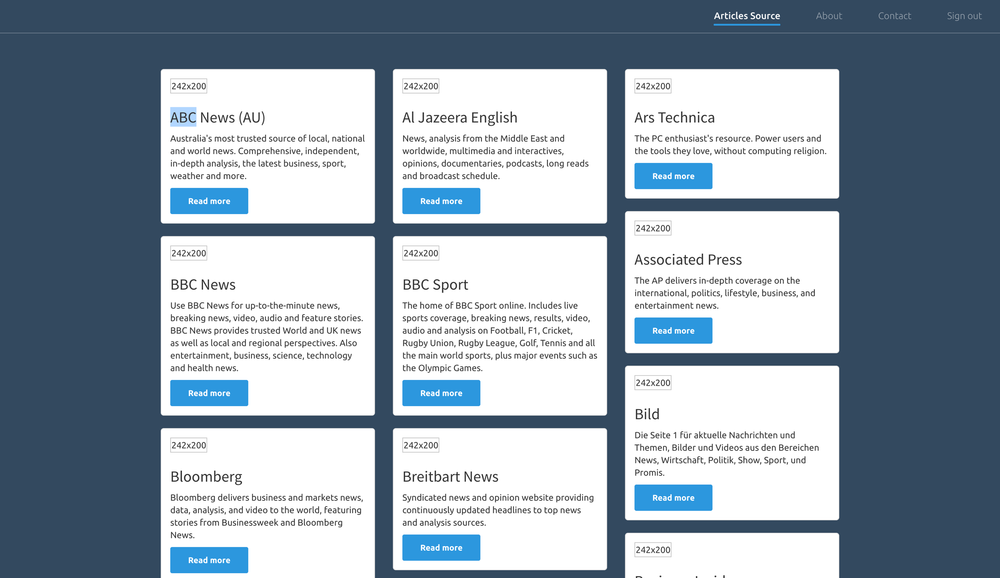 Articles Source
About
Contact
Sign out
242x200
ABC News (AU)
Australia's most trusted source of local, national
and world news. Comprehensive, independent,
in-depth analysis, the latest business, sport,
weather and more.
Read more
242x200
Al Jazeera English
News, analysis from the Middle East and
worldwide, multimedia and interactives,
opinions, documentaries, podcasts, long reads
and broadcast schedule.
Read more
242x200
Ars Technica
The PC enthusiast's resource. Power users and
the tools they love, without computing religion.
Read more
242x200
Associated Press
The AP delivers in-depth coverage on the
international, politics, lifestyle, business, and
entertainment news.
Read more
242x200
BBC News
Use BBC News for up-to-the-minute news,
breaking news, video, audio and feature stories.
BBC News provides trusted World and UK news
as well as local and regional perspectives. Also
entertainment, business, science, technology
and health news.
Read more
242x200
BBC Sport
The home of BBC Sport online. Includes live
sports coverage, breaking news, results, video,
audio and analysis on Football, F1, Cricket,
Rugby Union, Rugby League, Golf, Tennis and all
the main world sports, plus major events such as
the Olympic Games.
Read more
242x200
Bild
Die Seite 1 für aktuelle Nachrichten und
Themen, Bilder und Videos aus den Bereichen
News, Wirtschaft, Politik, Show, Sport, und
Promis.
Read more
242x200
Bloomberg
Bloomberg delivers business and markets news,
data, analysis, and video to the world, featuring
stories from Businessweek and Bloomberg
News.
Read more
242x200
Breitbart News
Syndicated news and opinion website providing
continuously updated headlines to top news
and analysis sources.
Read more
242x200